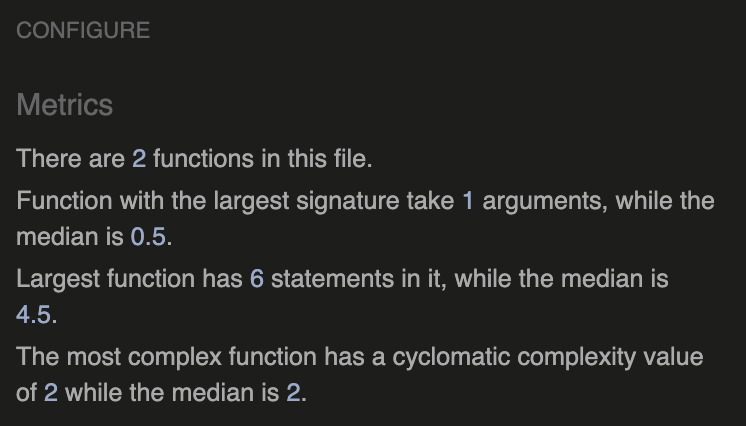 CONFIGURE
Metrics
There are 2 functions in this file.
Function with the largest signature take 1 arguments, while the
median is 0.5.
Largest function has 6 statements in it, while the median is
4.5.
The most complex function has a cyclomatic complexity value
of 2 while the median is 2.